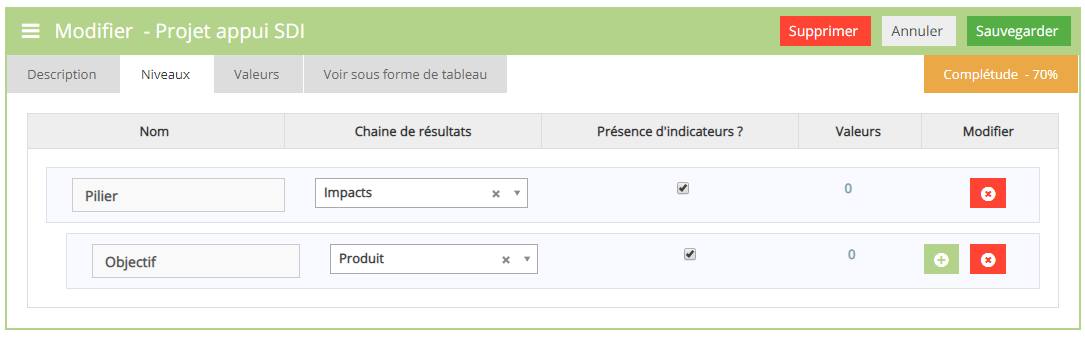 Modifier - Projet appui SDI
Supprimer
Annuler
Sauvegarder
Description
Niveaux
Valeurs
Voir sous forme de tableau
Complétude - 70%
Nom
Chaine de résultats
Présence d'indicateurs ?
Valeurs
Modifier
Pilier
Impacts
0
Objectif
Produit
0